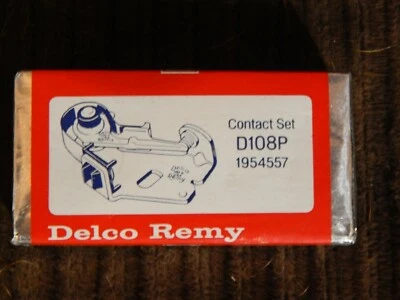 Contact Set
D108P
1954557
Delco Remy